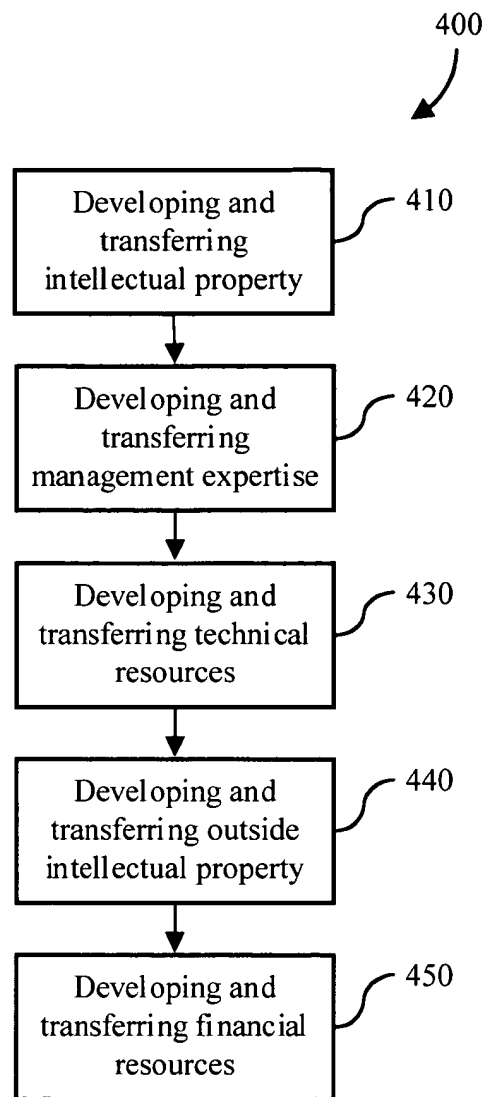 400
Developing and
transferring
intellectual property
410
Developing and
transferring
management expertise
420
Developing and
transferring technical
resources
430
Developing and
transferring outside
intellectual property
440
Developing and
transferring financial
resources
450